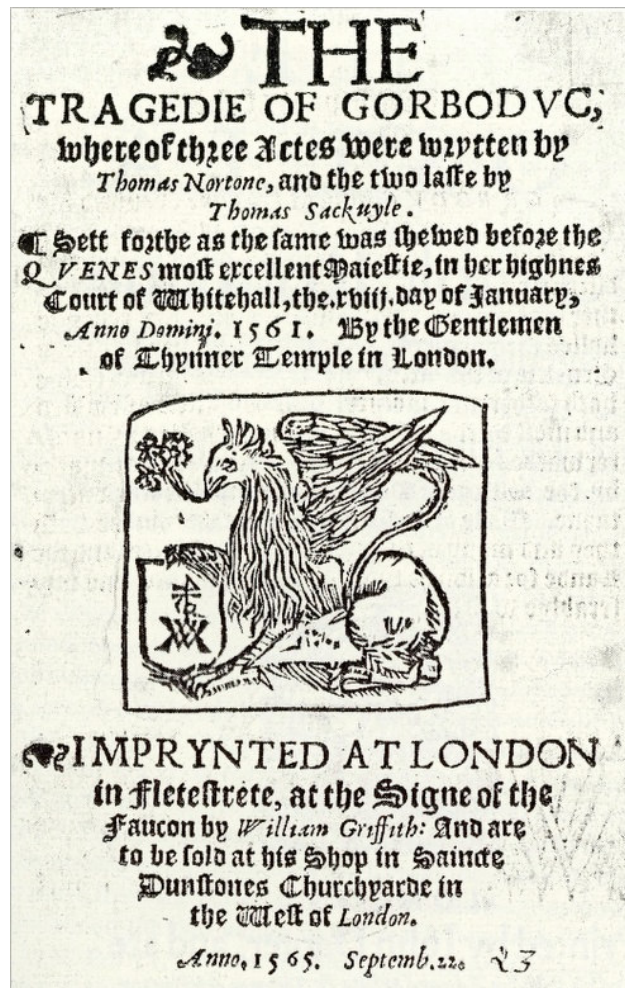 THE
TRAGEDIE OF GORBODVC,
whereof three Actes were wrytten by
Thomas Nortone, and the two laste by
Thomas Sackuyle.
¶ Sett forthe as the same was shewed before the
QVENES most excellent Maiestie, in her highnes
Court of Whitehall, the .xviij. day of January,
Anno Domini. 1561. By the Gentlemen
of Thynner Temple in London.
IMPRYNTED AT LONDON
in Fletestrete, at the Signe of the
Faucon by William Griffith: And are
to be sold at his Shop in Saincte
Dunstones Churchyarde in
the West of London.
Anno. 1565. Septemb. 22.